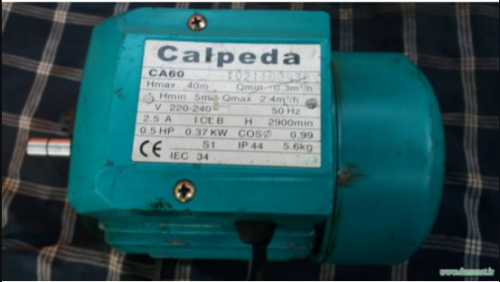 Calpeda
CA60
Hmax 40m Qmin 0.3m³/h
Hmin 5m Qmax 2.4m³/h
V 220-240 50 Hz
2.5 A I Cl B H 2900min
0.5 HP 0.37 KW COSØ 0.99
CE S1 IP 44 5.6kg
IEC 34